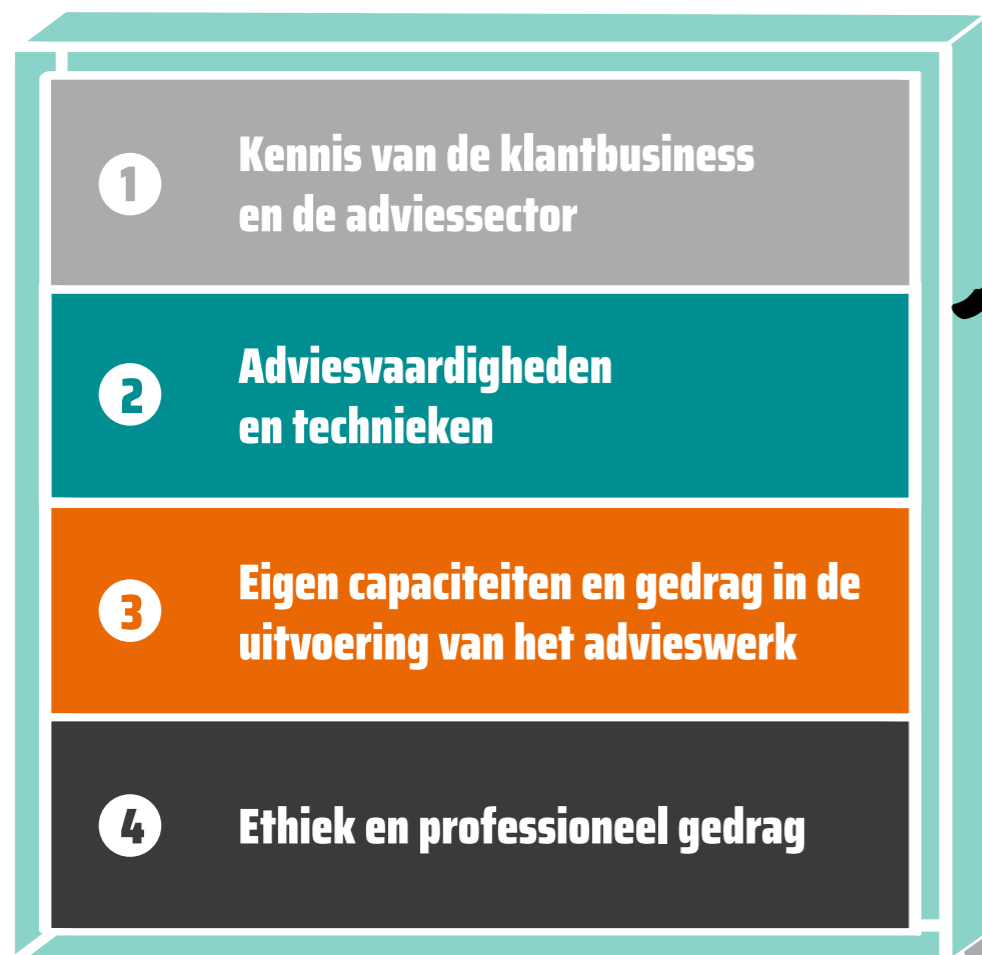 1
Kennis van de klantbusiness
en de adviessector
2
Adviesvaardigheden
en technieken
3
Eigen capaciteiten en gedrag in de
uitvoering van het advieswerk
4
Ethiek en professioneel gedrag